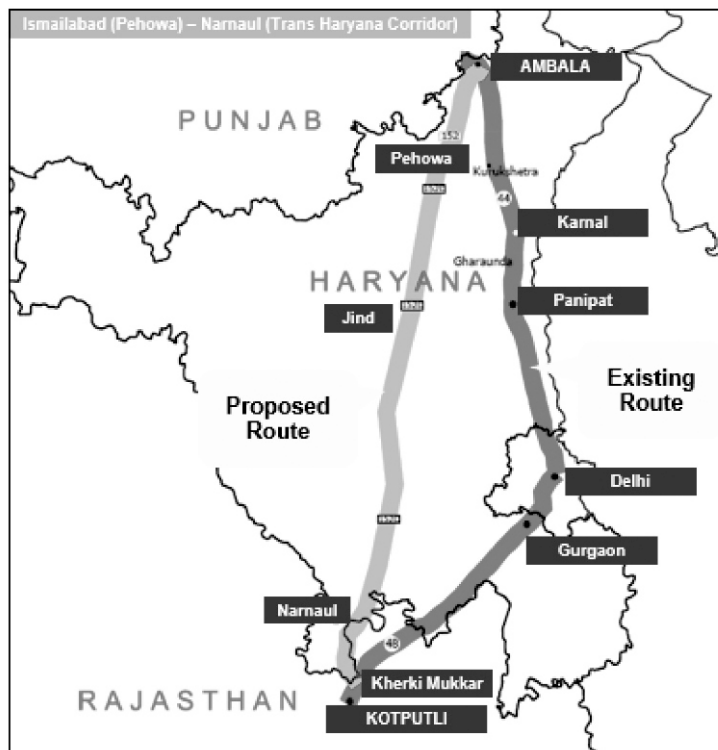 Ismailabad (Pehowa) – Narnaul (Trans Haryana Corridor)
AMBALA
PUNJAB
152
Pehowa
Kurukshetra
44
Karnal
Gharaunda
HARYANA
Panipat
Jind
Existing
Route
Proposed
Route
Delhi
Gurgaon
Narnaul
48
Kherki Mukkar
RAJASTHAN
KOTPUTLI